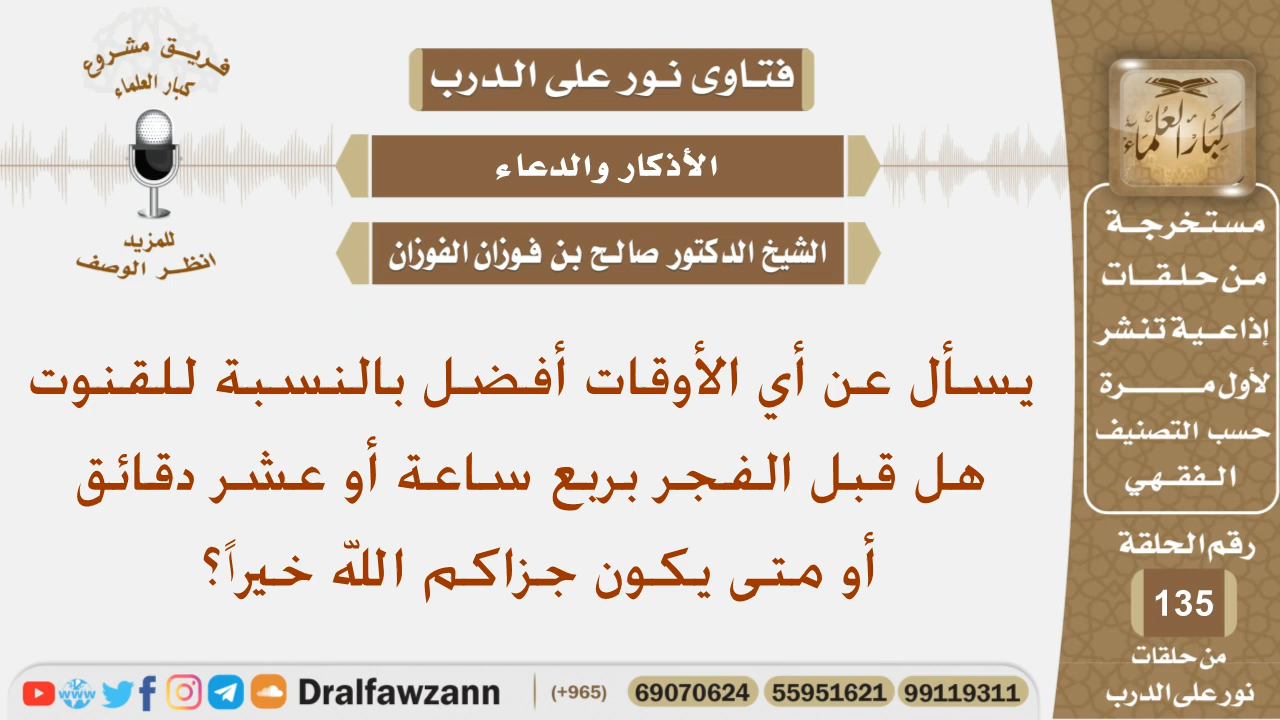 فريق مشروع
كبار العلماء
للمزيد
انظر الوصف
فتاوى نور على الدرب
الأذكار والدعاء
الشيخ الدكتور صالح بن فوزان الفوزان
يسأل عن أي الأوقات أفضل بالنسبة للقنوت
هل قبل الفجر بربع ساعة أو عشر دقائق
أو متى يكون جزاكم الله خيراً؟
كبار العلماء
مستخرجة
من حلقات
إذاعية تنشر
لأول مرة
حسب التصنيف
الفقهي
رقم الحلقة
135
من حلقات
نور على الدرب
www Dralfawzann (+965) 69070624 55951621 99119311